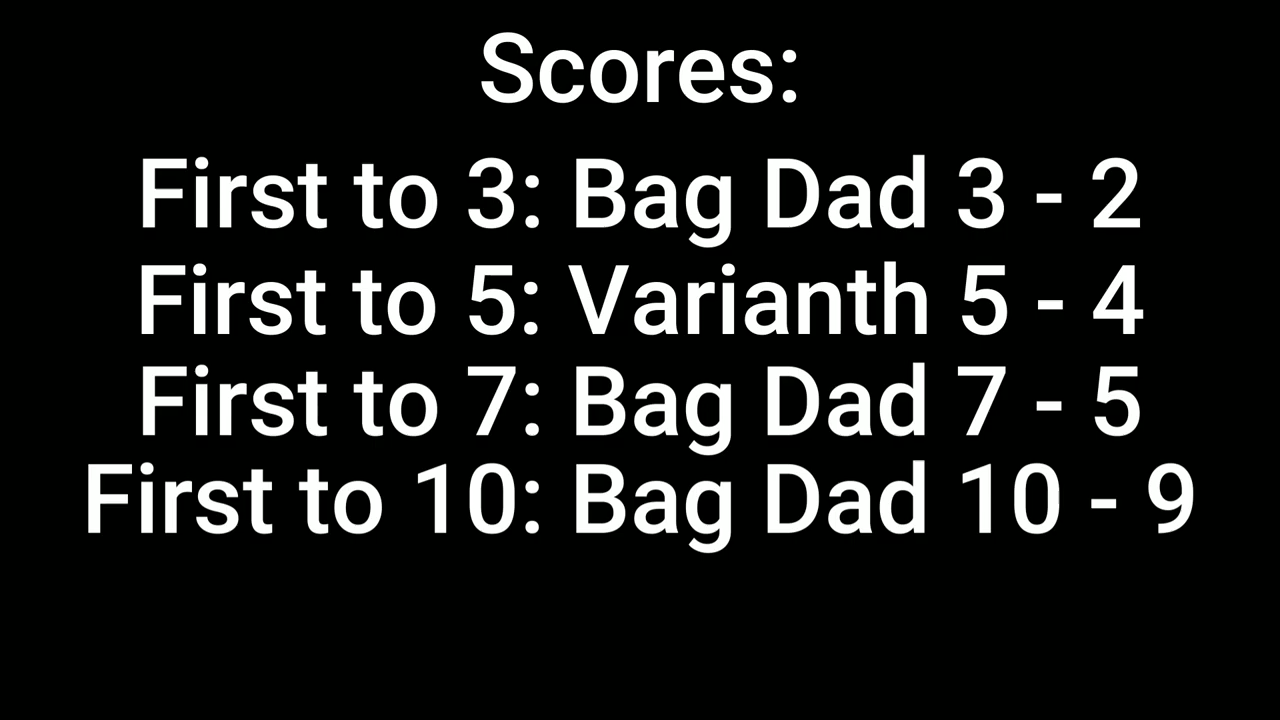 Scores:
First to 3: Bag Dad 3 - 2
First to 5: Varianth 5 - 4
First to 7: Bag Dad 7 - 5
First to 10: Bag Dad 10 - 9